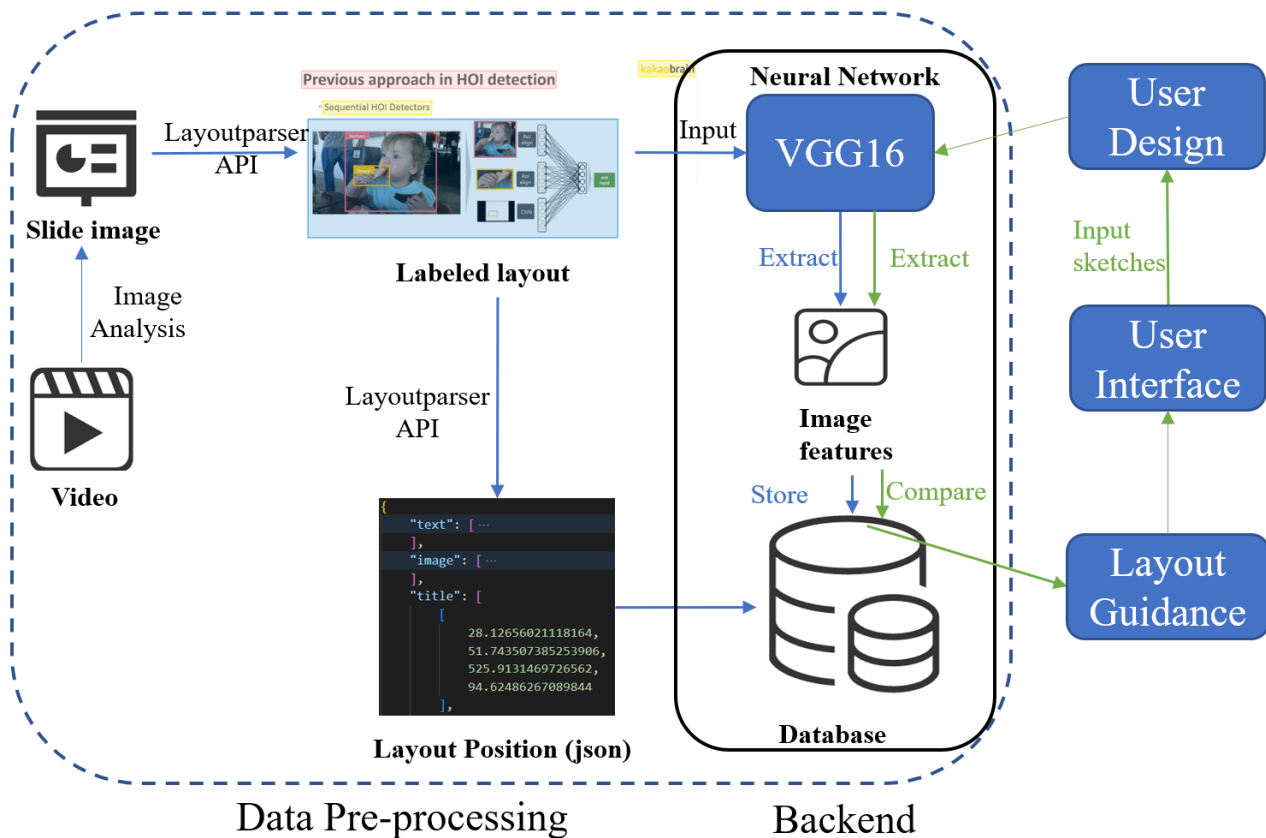 Previous approach in HOI detection
kakaobrain
Sequential HOI Detectors
Layoutparser
API
Slide image
Image
Analysis
Video
Labeled layout
Layoutparser
API
{
"text": [ ...
],
"image": [ ...
],
"title": [
[
28.12656021118164,
51.743507385253906,
525.9131469726562,
94.62486267089844
],
Layout Position (json)
Input
Neural Network
VGG16
Extract
Extract
Image
features
Store
Compare
Database
User
Design
Input
sketches
User
Interface
Layout
Guidance
Data Pre-processing
Backend